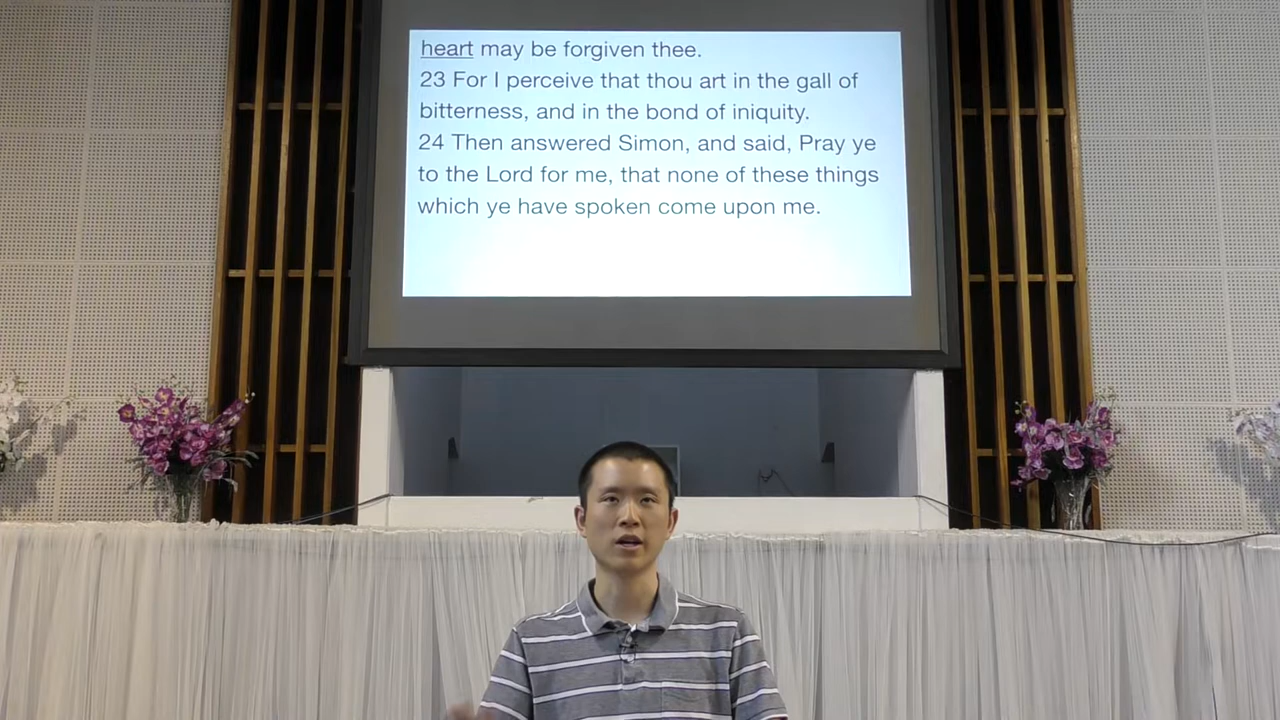 heart may be forgiven thee.
23 For I perceive that thou art in the gall of
bitterness, and in the bond of iniquity.
24 Then answered Simon, and said, Pray ye
to the Lord for me, that none of these things
which ye have spoken come upon me.